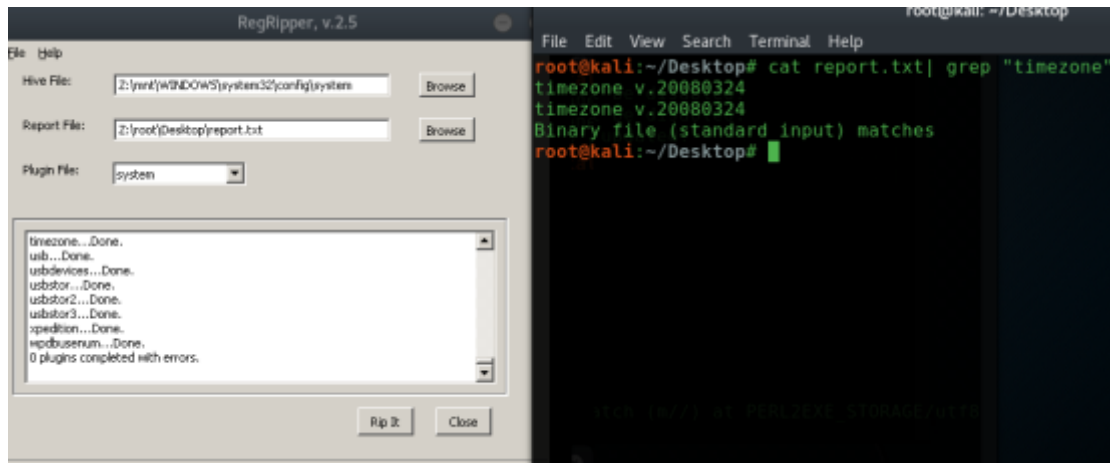 RegRipper, v.2.5
File Help
Hive File:
Z:\mnt\WINDOWS\system32\config\system
Browse
Report File:
Z:\root\Desktop\report.txt
Browse
Plugin File:
system
timezone...Done.
usb...Done.
usbdevices...Done.
usbstor...Done.
usbstor2...Done.
usbstor3...Done.
xpedition...Done.
wpdbusenum...Done.
0 plugins completed with errors.
Rip It
Close
root@kali: ~/Desktop
File Edit View Search Terminal Help
root@kali:~/Desktop# cat report.txt| grep "timezone"
timezone v.20080324
timezone v.20080324
Binary file (standard input) matches
root@kali:~/Desktop#
atch (m//) at PERL2EXE_STORAGE/utf8